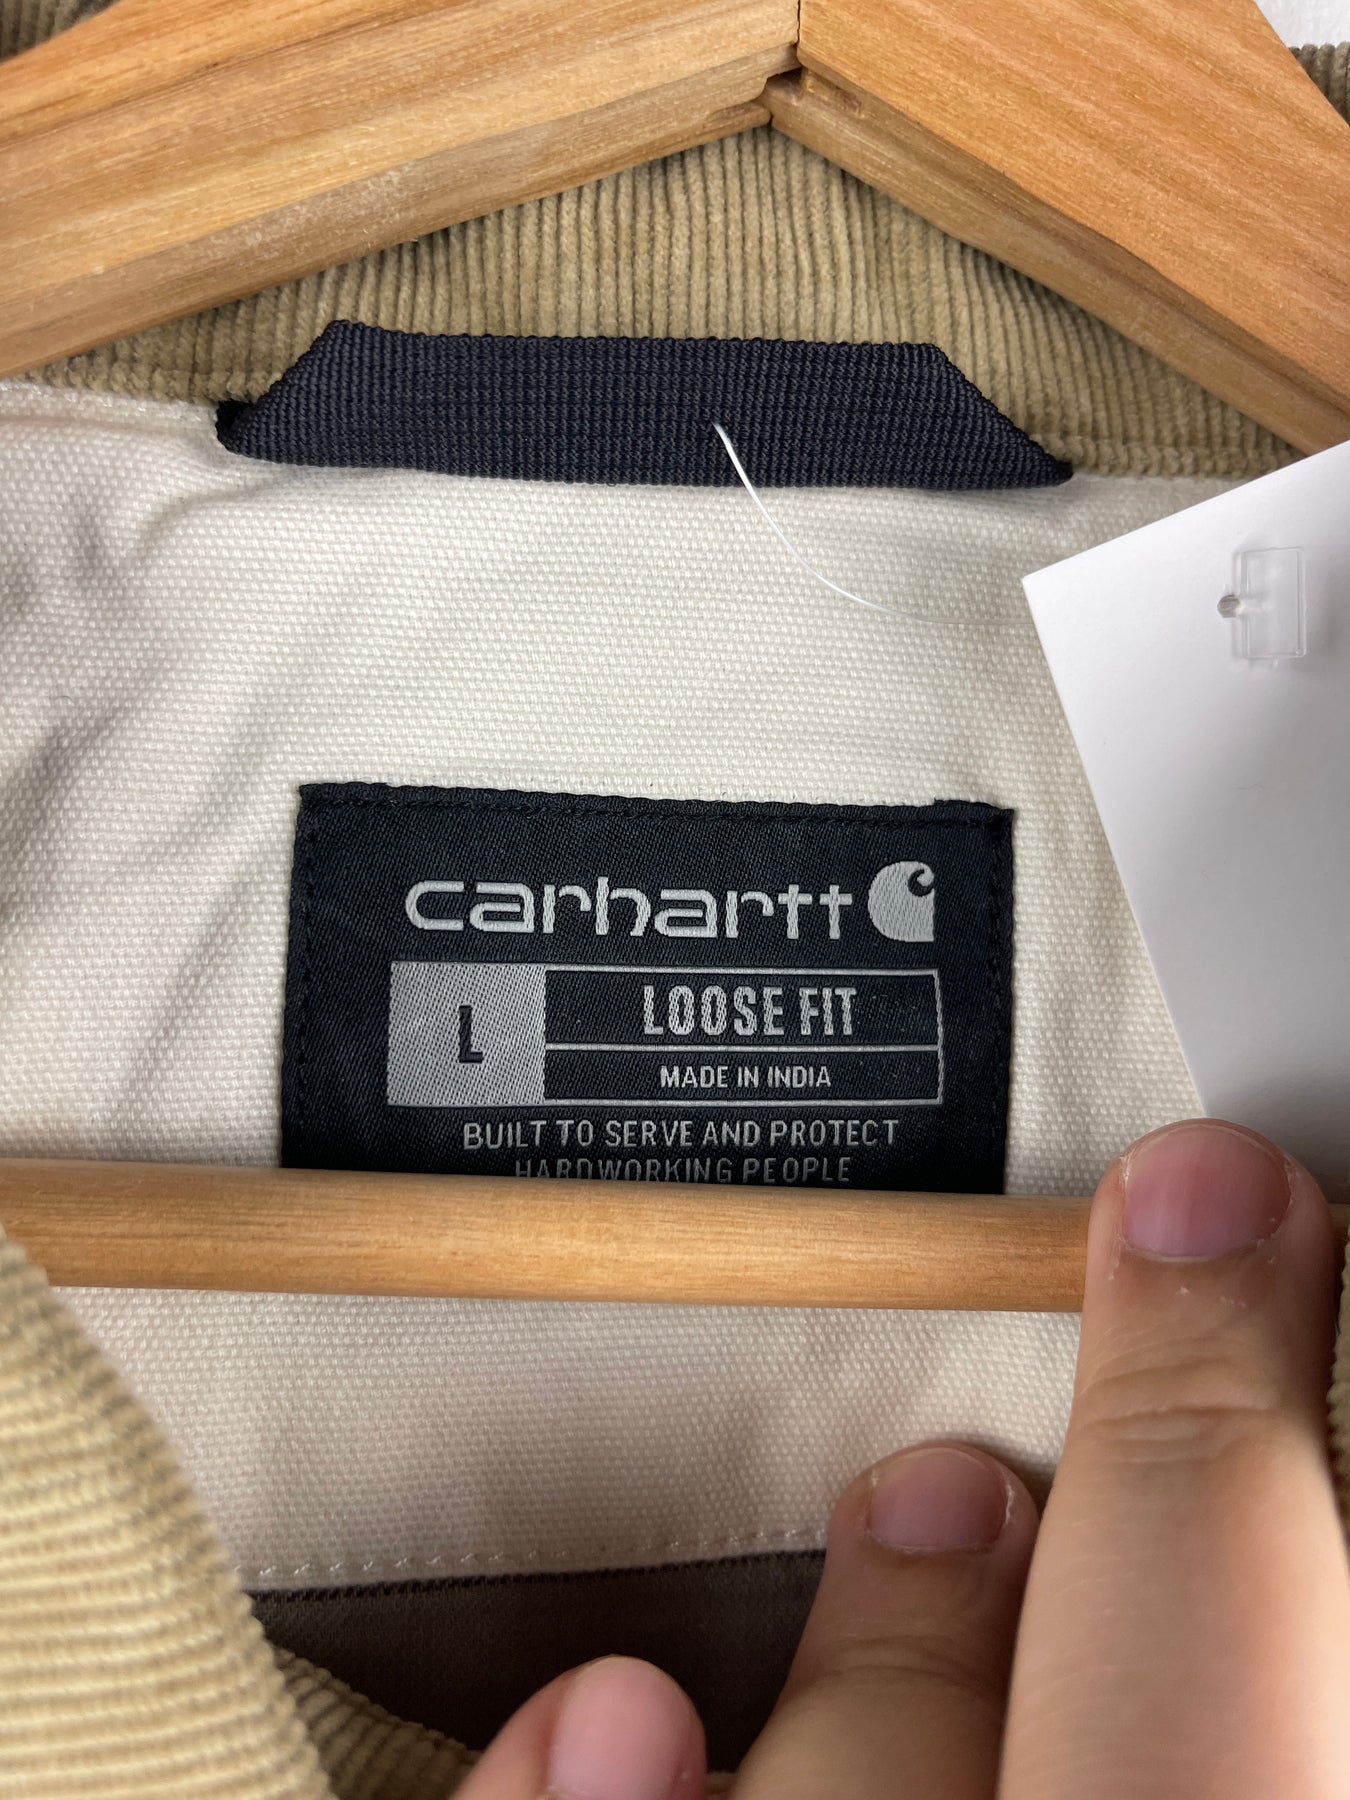 carhartt
L
LOOSE FIT
MADE IN INDIA
BUILT TO SERVE AND PROTECT
HARDWORKING PEOPLE